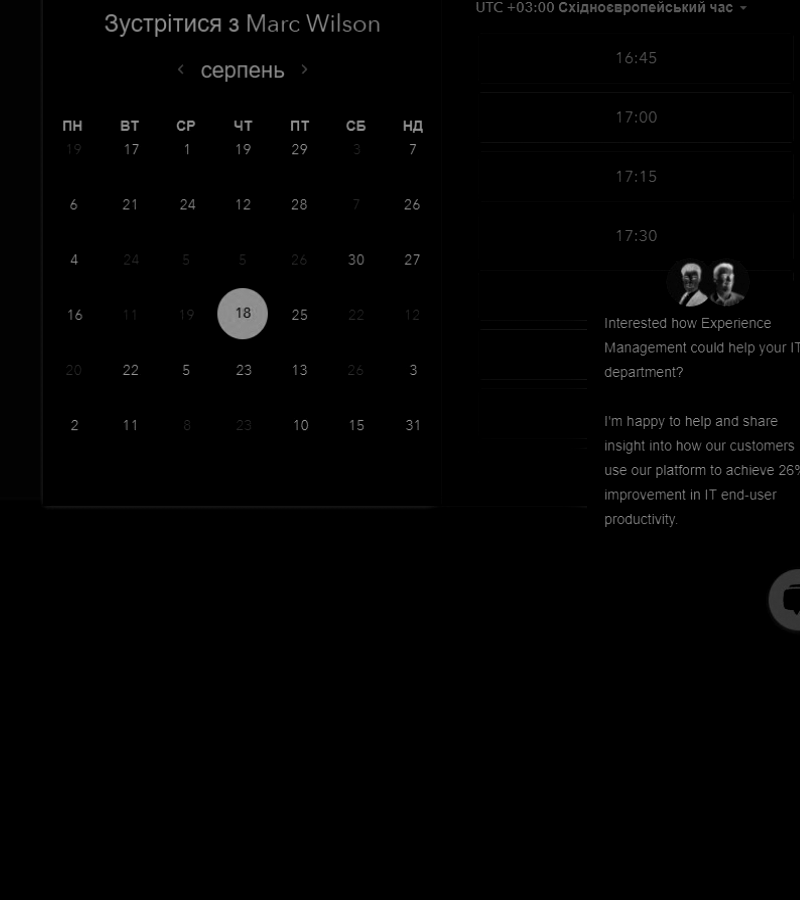 UTC +03:00 Східноєвропейський час
Зустрітися з Marc Wilson
серпень
ПН ВТ СР ЧТ ПТ СБ НД
19 17 1 19 29 3 7
6 21 24 12 28 7 26
4 24 5 5 26 30 27
16 11 19 18 25 22 12
20 22 5 23 13 26 3
2 11 8 23 10 15 31
16:45
17:00
17:15
17:30
Interested how Experience
Management could help your IT
department?
I'm happy to help and share
insight into how our customers
use our platform to achieve 26%
improvement in IT end-user
productivity.